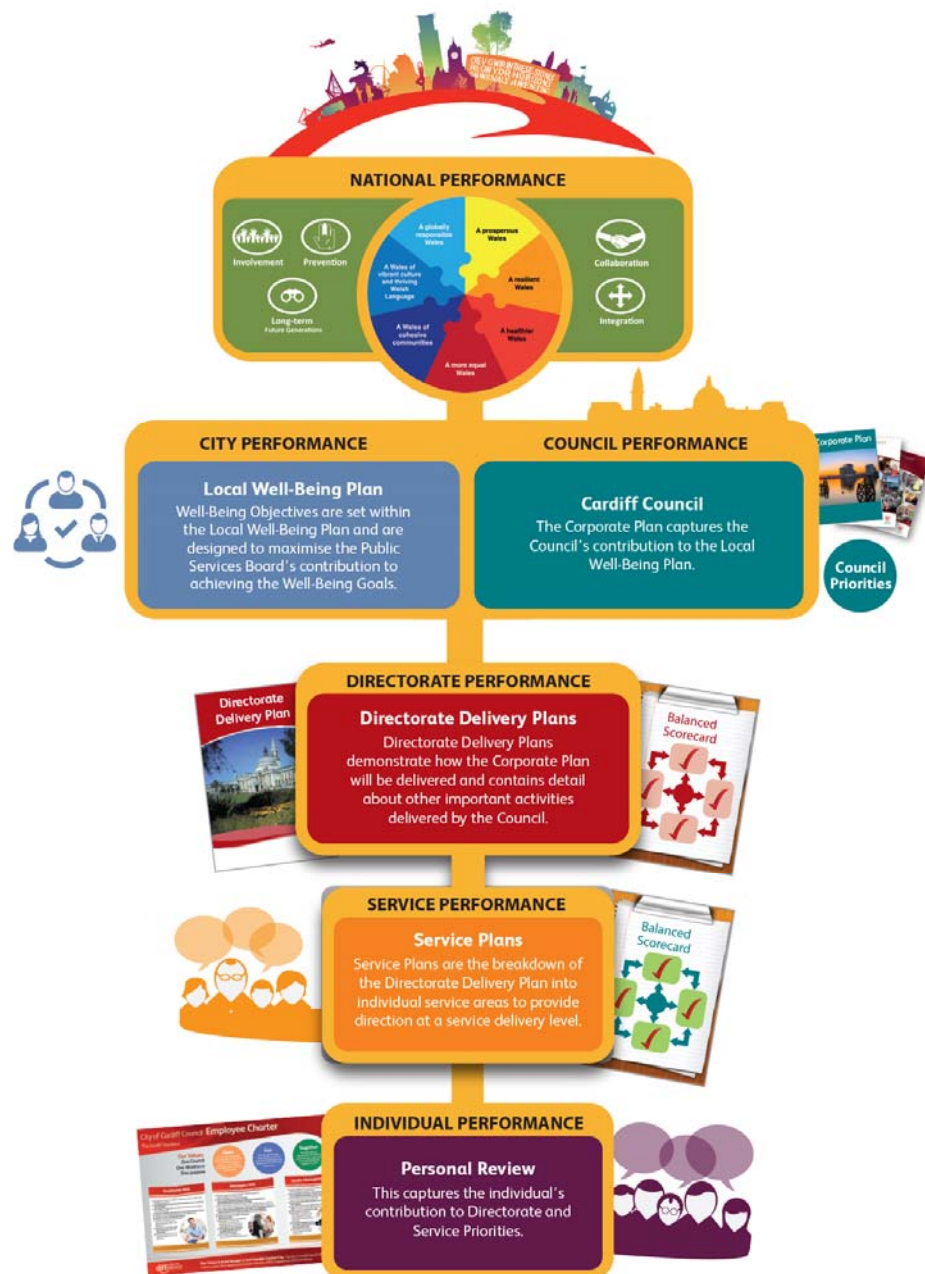 CREU GWIR
IN THESE STONES
HORIZONS
AWEN
SING
NATIONAL PERFORMANCE
Involvement
Prevention
Long-term
Future Generations
A globally
responsible
Wales
A prosperous
Wales
A Wales of
vibrant culture
and thriving
Welsh
Language
A resilient
Wales
A Wales of
cohesive
communities
A healthier
Wales
A more equal
Wales
Collaboration
Integration
CITY PERFORMANCE
Local Well-Being Plan
Well-Being Objectives are set within
the Local Well-Being Plan and are
designed to maximise the Public
Services Board's contribution to
achieving the Well-Being Goals.
COUNCIL PERFORMANCE
Cardiff Council
The Corporate Plan captures the
Council's contribution to the Local
Well-Being Plan.
Corporate Plan
Council
Priorities
DIRECTORATE PERFORMANCE
Directorate
Delivery Plan
Directorate Delivery Plans
Directorate Delivery Plans
demonstrate how the Corporate Plan
will be delivered and contains detail
about other important activities
delivered by the Council.
Balanced
Scorecard
SERVICE PERFORMANCE
Service Plans
Service Plans are the breakdown of
the Directorate Delivery Plan into
individual service areas to provide
direction at a service delivery level.
Balanced
Scorecard
INDIVIDUAL PERFORMANCE
City of Cardiff Council Employee Charter
Personal Review
This captures the individual's
contribution to Directorate and
Service Priorities.